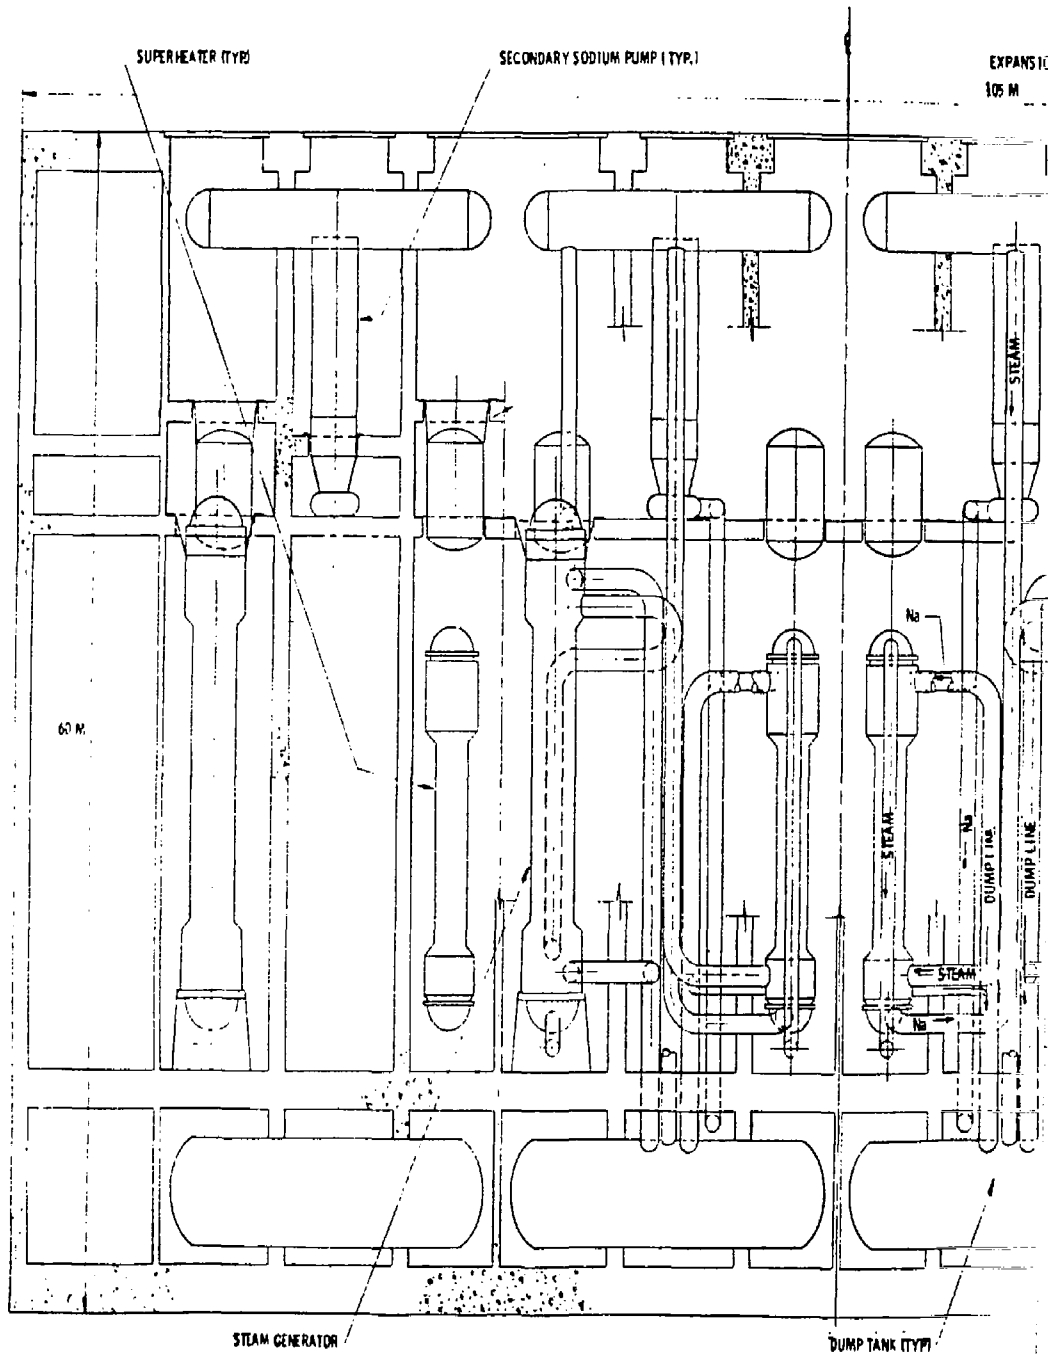 SUPERHEATER (TYP)
SECONDARY SODIUM PUMP (TYP.)
105 M
STEAM
Na
60 M
STEAM
Na
DUMP LINE
DUMP LINE
STEAM
Na
STEAM GENERATOR
DUMP TANK (TYP)